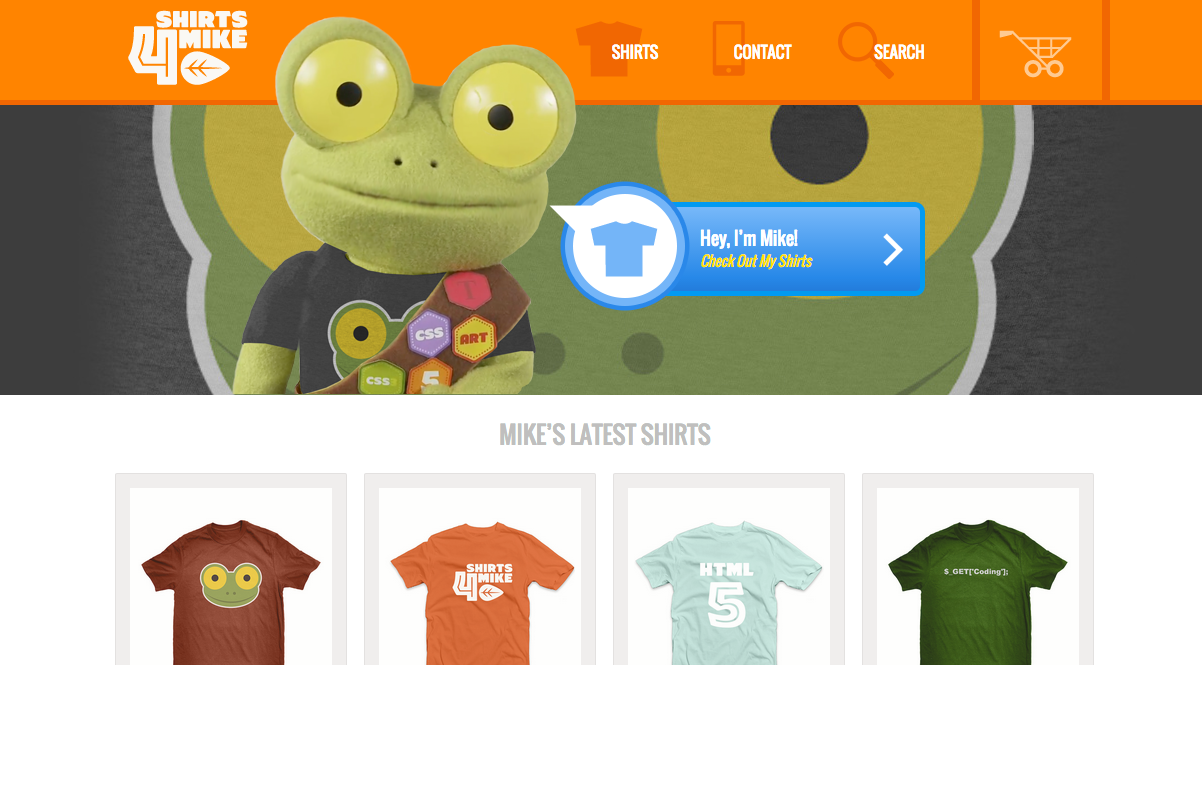 SHIRTS
4 MIKE
SHIRTS
CONTACT
SEARCH
Hey, I'm Mike!
Check Out My Shirts
CSS
ART
CSS3
5
MIKE'S LATEST SHIRTS
SHIRTS
4 MIKE
HTML
5
$_GET['Coding'];